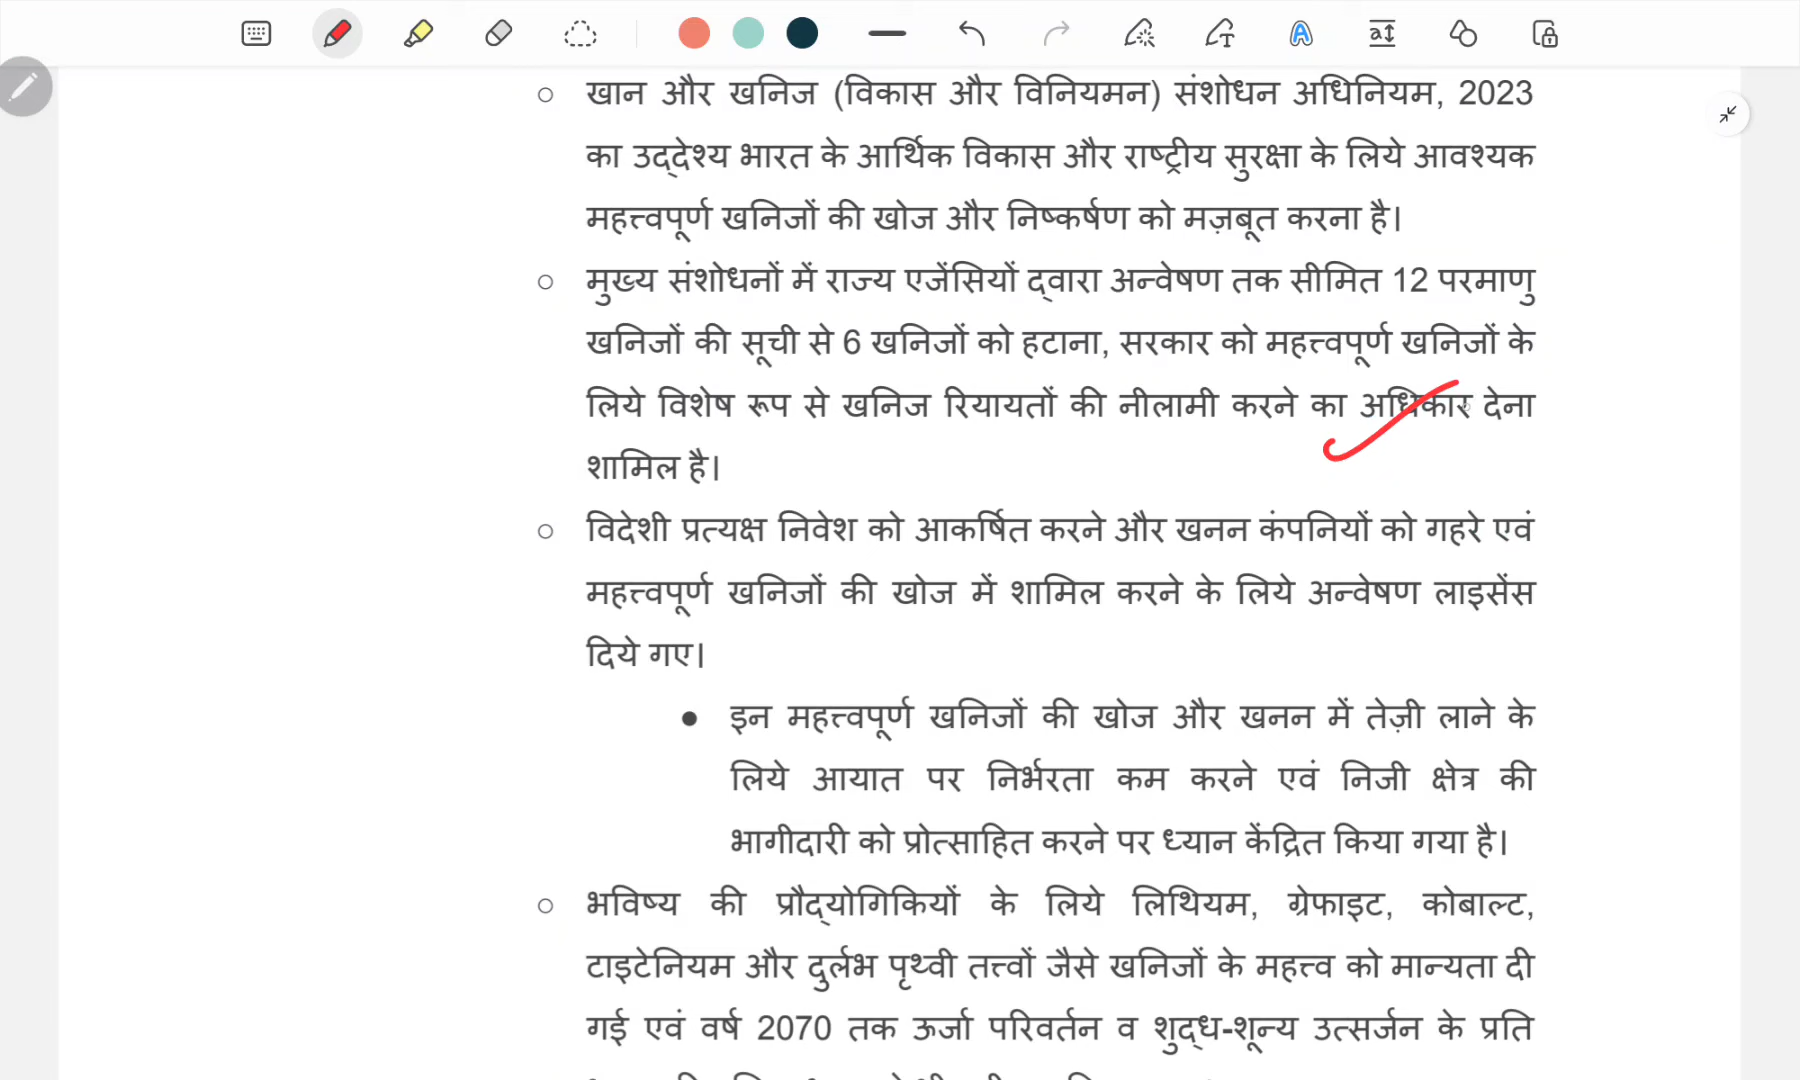 खान और खनिज (विकास और विनियमन) संशोधन अधिनियम, 2023
का उद्देश्य भारत के आर्थिक विकास और राष्ट्रीय सुरक्षा के लिये आवश्यक
महत्त्वपूर्ण खनिजों की खोज और निष्कर्षण को मज़बूत करना है।
मुख्य संशोधनों में राज्य एजेंसियों द्वारा अन्वेषण तक सीमित 12 परमाणु
खनिजों की सूची से 6 खनिजों को हटाना, सरकार को महत्त्वपूर्ण खनिजों के
लिये विशेष रूप से खनिज रियायतों की नीलामी करने का अधिकार देना
शामिल है।
विदेशी प्रत्यक्ष निवेश को आकर्षित करने और खनन कंपनियों को गहरे एवं
महत्त्वपूर्ण खनिजों की खोज में शामिल करने के लिये अन्वेषण लाइसेंस
दिये गए।
इन महत्त्वपूर्ण खनिजों की खोज और खनन में तेज़ी लाने के
लिये आयात पर निर्भरता कम करने एवं निजी क्षेत्र की
भागीदारी को प्रोत्साहित करने पर ध्यान केंद्रित किया गया है।
भविष्य की प्रौद्योगिकियों के लिये लिथियम, ग्रेफाइट, कोबाल्ट,
टाइटेनियम और दुर्लभ पृथ्वी तत्त्वों जैसे खनिजों के महत्त्व को मान्यता दी
गई एवं वर्ष 2070 तक ऊर्जा परिवर्तन व शुद्ध-शून्य उत्सर्जन के प्रति